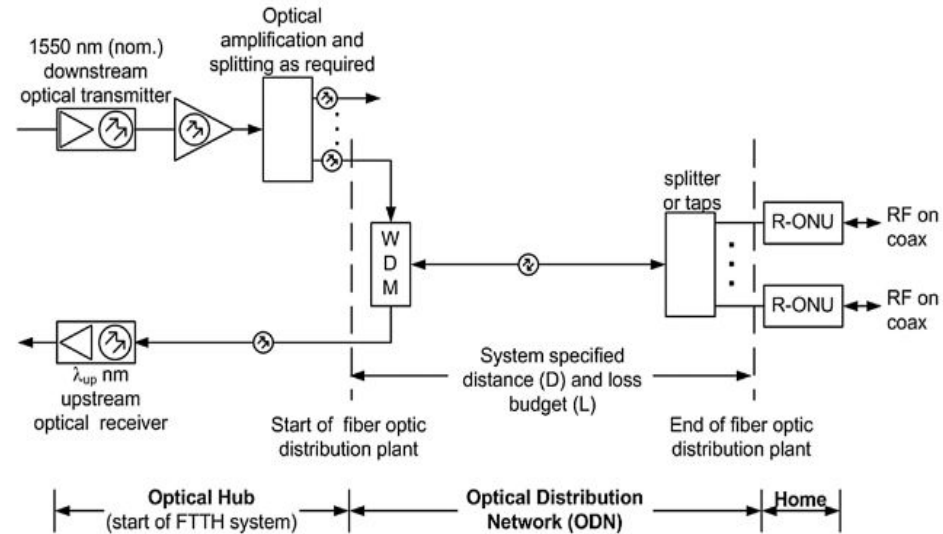 Optical
amplification and
splitting as required
1550 nm (nom.)
downstream
optical transmitter
splitter
or taps
W
D
M
R-ONU
RF on
coax
R-ONU
RF on
coax
λup nm
upstream
optical receiver
System specified
distance (D) and loss
budget (L)
Start of fiber optic
distribution plant
End of fiber optic
distribution plant
Optical Hub
(start of FTTH system)
Optical Distribution
Network (ODN)
Home